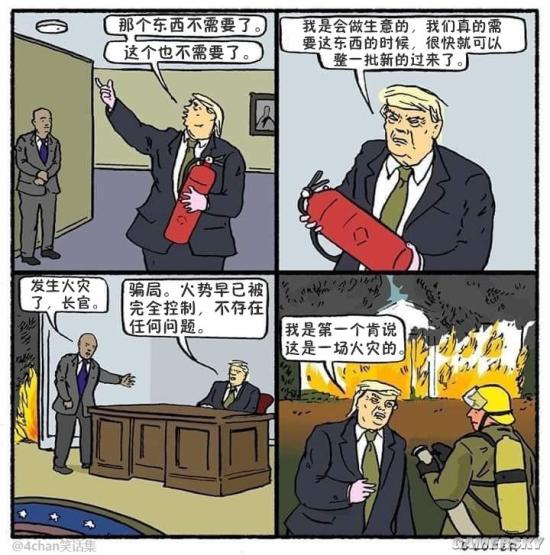 那个东西不需要了。
这个也不需要了。
我是会做生意的，我们真的需
要这东西的时候，很快就可以
整一批新的过来了。
发生火灾
了，长官。
骗局。火势早已被
完全控制，不存在
任何问题。
我是第一个肯说
这是一场火灾的。
@4chan笑话集
GAMERSKY